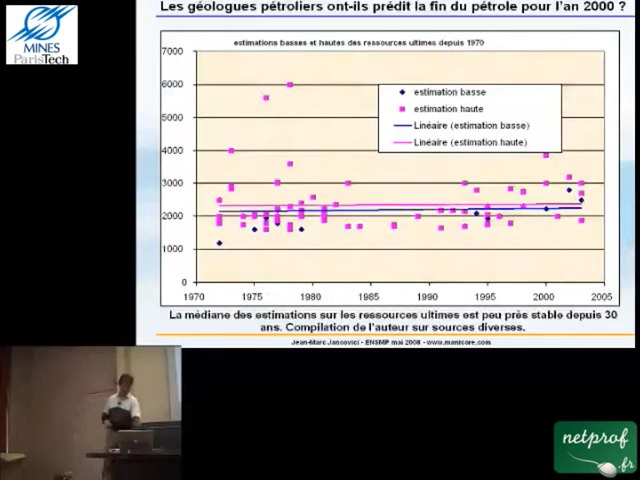 Les géologues pétroliers ont-ils prédit la fin du pétrole pour l'an 2000 ?
MINES
ParisTech
estimations basses et hautes des ressources ultimes depuis 1970
7000
6000
5000
4000
3000
2000
1000
0
estimation basse
estimation haute
Linéaire (estimation basse)
Linéaire (estimation haute)
1970 1975 1980 1985 1990 1995 2000 2005
La médiane des estimations sur les ressources ultimes est peu près stable depuis 30
ans. Compilation de l'auteur sur sources diverses.
Jean-Marc Jancovici - ENSMP mai 2008 - www.manicore.com
netprof
.fr